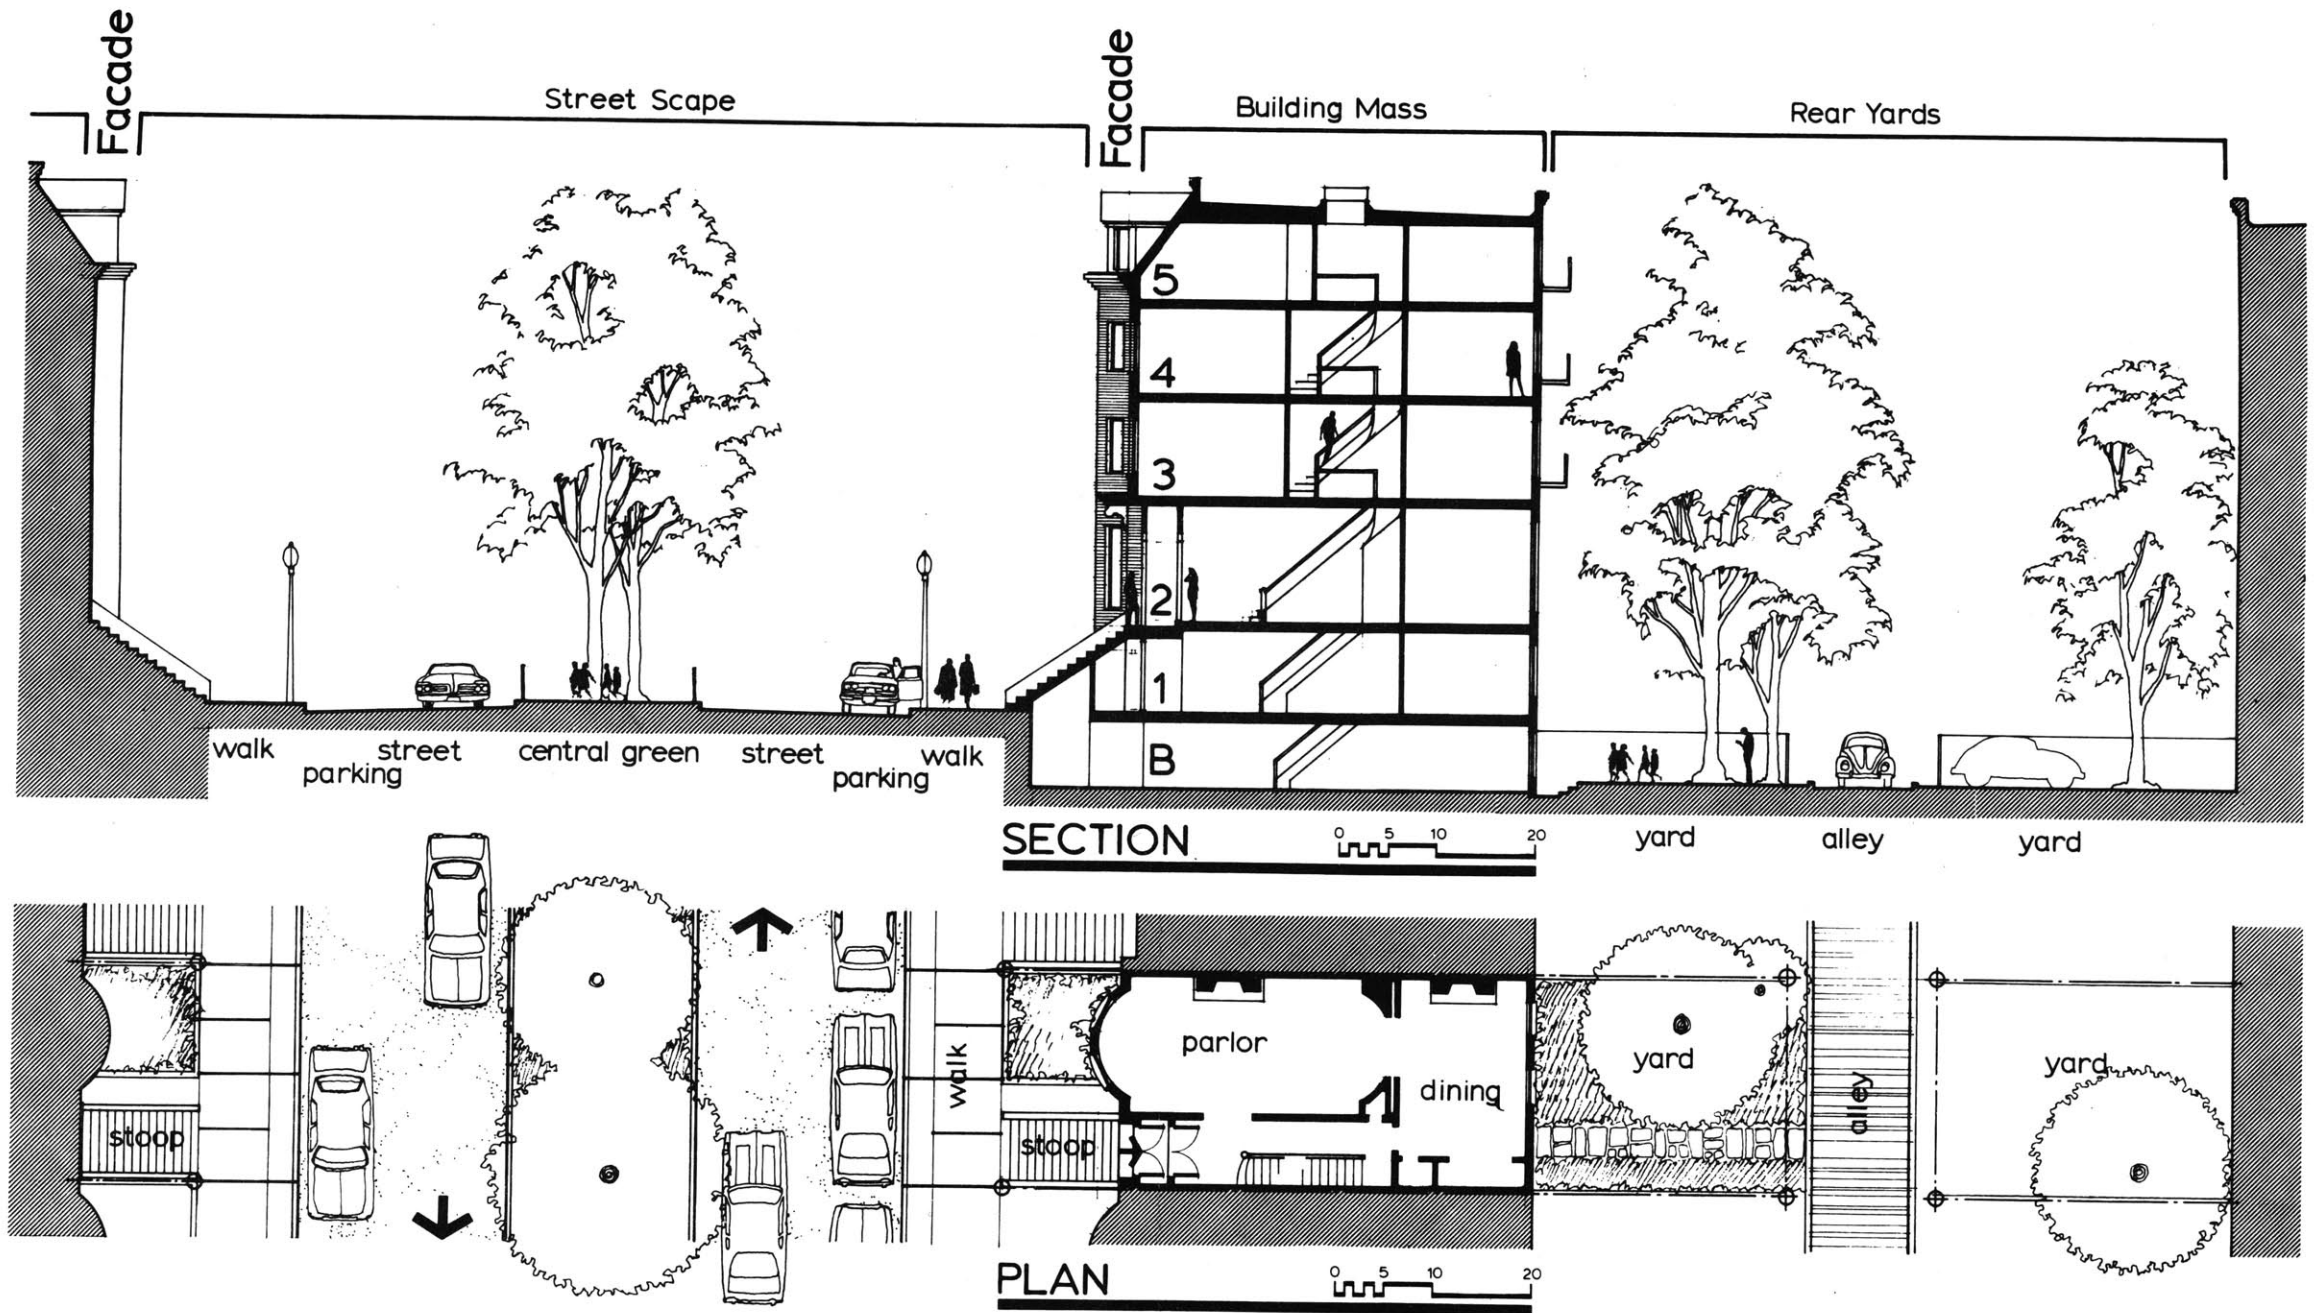 Facade
Street Scape
Facade
Building Mass
Rear Yards
5
4
3
2
1
B
walk
parking
street
central green
street
parking
walk
SECTION
0 5 10 20
yard
alley
yard
stoop
walk
stoop
parlor
dining
yard
alley
yard
PLAN
0 5 10 20